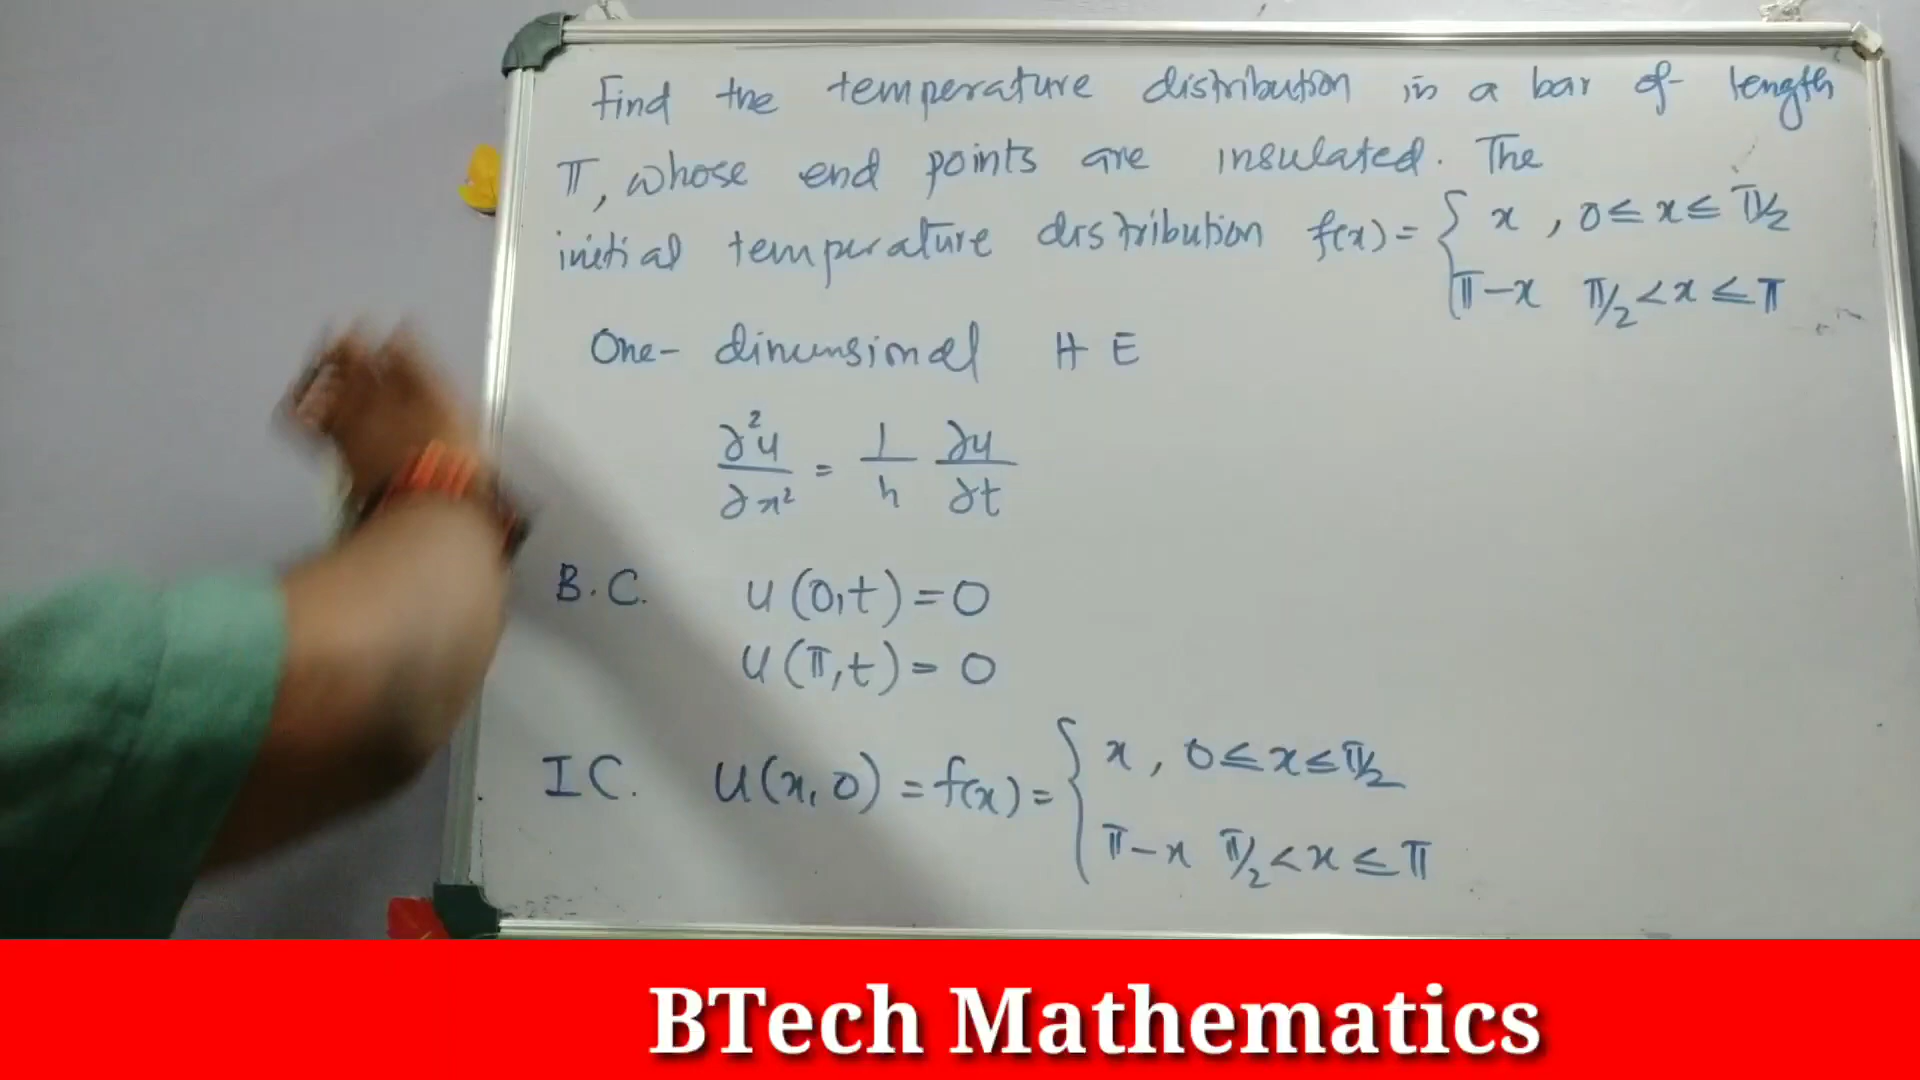 Find the temperature distribution in a bar of length
π, whose end points are insulated. The
initial temperature distribution f(x) = { x , 0 ≤ x ≤ π/2
π-x π/2 < x ≤ π
One- dimensional H E
∂²u/∂x² = 1/h ∂u/∂t
B.C. u(0,t) = 0
u(π,t) = 0
IC. u(x,0) = f(x) = { x , 0 ≤ x ≤ π/2
π-x π/2 < x ≤ π
BTech Mathematics